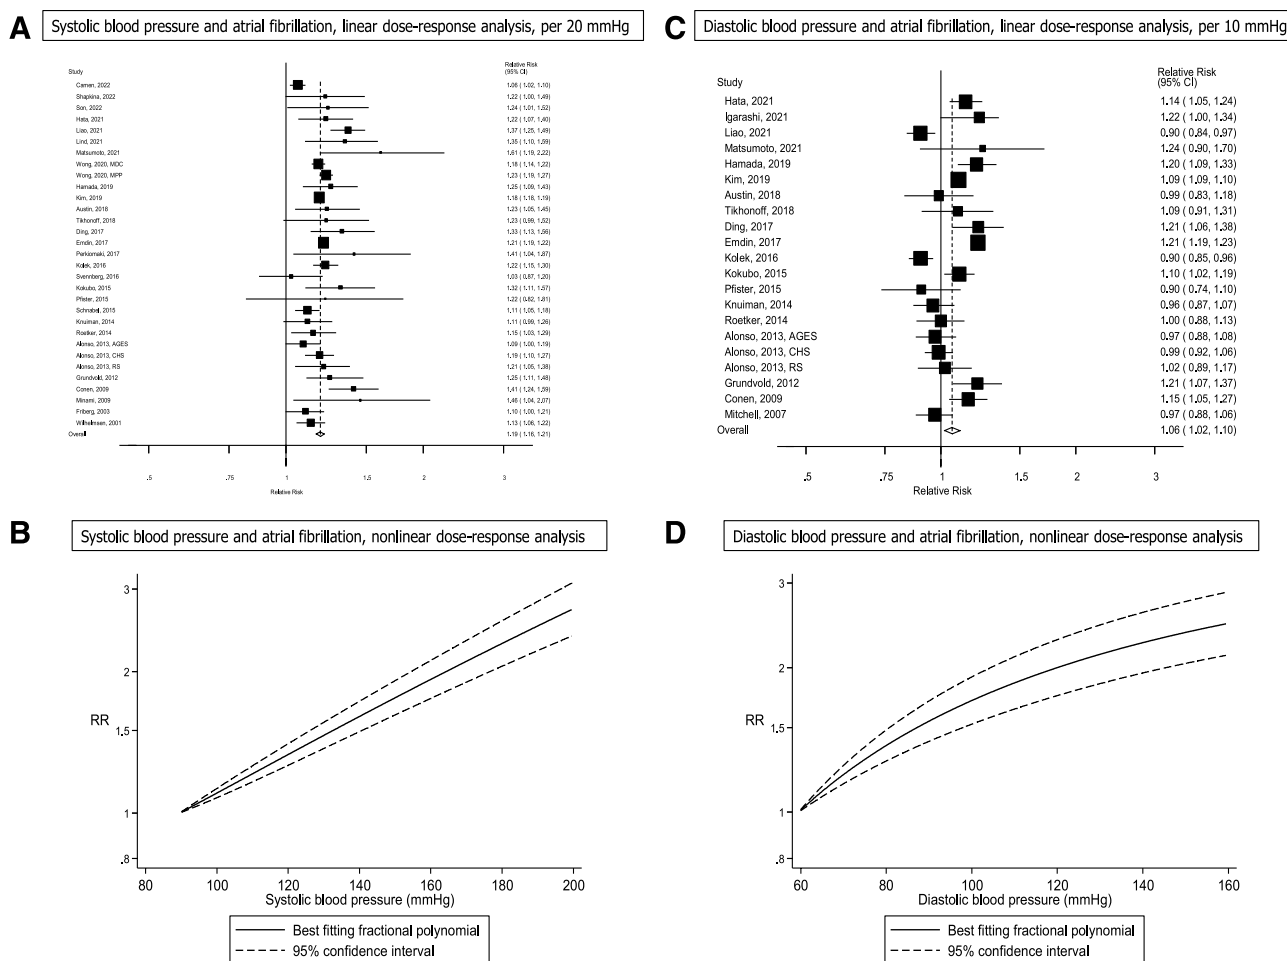 A
Systolic blood pressure and atrial fibrillation, linear dose-response analysis, per 20 mmHg
Study
Relative Risk
(95% CI)
Camen, 2022 1.06 ( 1.02, 1.10)
Shapkina, 2022 1.22 ( 1.00, 1.49)
Son, 2022 1.24 ( 1.01, 1.52)
Hata, 2021 1.22 ( 1.07, 1.40)
Liao, 2021 1.37 ( 1.25, 1.49)
Lind, 2021 1.35 ( 1.10, 1.59)
Matsumoto, 2021 1.61 ( 1.19, 2.22)
Wong, 2020, MDC 1.18 ( 1.14, 1.22)
Wong, 2020, MPP 1.23 ( 1.19, 1.27)
Hamada, 2019 1.25 ( 1.09, 1.43)
Kim, 2019 1.18 ( 1.18, 1.19)
Austin, 2018 1.23 ( 1.05, 1.45)
Tikhonoff, 2018 1.23 ( 0.99, 1.52)
Ding, 2017 1.33 ( 1.13, 1.56)
Emdin, 2017 1.21 ( 1.19, 1.22)
Perkiomaki, 2017 1.41 ( 1.04, 1.87)
Kolek, 2016 1.22 ( 1.15, 1.30)
Svennberg, 2016 1.03 ( 0.87, 1.20)
Kokubo, 2015 1.32 ( 1.11, 1.57)
Pfister, 2015 1.22 ( 0.82, 1.81)
Schnabel, 2015 1.11 ( 1.05, 1.18)
Knuiman, 2014 1.11 ( 0.99, 1.26)
Roetker, 2014 1.15 ( 1.03, 1.29)
Alonso, 2013, AGES 1.09 ( 1.00, 1.19)
Alonso, 2013, CHS 1.19 ( 1.10, 1.27)
Alonso, 2013, RS 1.21 ( 1.05, 1.38)
Grundvold, 2012 1.25 ( 1.11, 1.48)
Conen, 2009 1.41 ( 1.24, 1.59)
Minami, 2009 1.46 ( 1.04, 2.07)
Friberg, 2003 1.10 ( 1.00, 1.21)
Wilhelmsen, 2001 1.13 ( 1.06, 1.22)
Overall 1.19 ( 1.16, 1.21)
.5 .75 1 1.5 2 3
Relative Risk
C
Diastolic blood pressure and atrial fibrillation, linear dose-response analysis, per 10 mmHg
Study
Relative Risk
(95% CI)
Hata, 2021 1.14 ( 1.05, 1.24)
Igarashi, 2021 1.22 ( 1.00, 1.34)
Liao, 2021 0.90 ( 0.84, 0.97)
Matsumoto, 2021 1.24 ( 0.90, 1.70)
Hamada, 2019 1.20 ( 1.09, 1.33)
Kim, 2019 1.09 ( 1.09, 1.10)
Austin, 2018 0.99 ( 0.83, 1.18)
Tikhonoff, 2018 1.09 ( 0.91, 1.31)
Ding, 2017 1.21 ( 1.06, 1.38)
Emdin, 2017 1.21 ( 1.19, 1.23)
Kolek, 2016 0.90 ( 0.85, 0.96)
Kokubo, 2015 1.10 ( 1.02, 1.19)
Pfister, 2015 0.90 ( 0.74, 1.10)
Knuiman, 2014 0.96 ( 0.87, 1.07)
Roetker, 2014 1.00 ( 0.88, 1.13)
Alonso, 2013, AGES 0.97 ( 0.88, 1.08)
Alonso, 2013, CHS 0.99 ( 0.92, 1.06)
Alonso, 2013, RS 1.02 ( 0.89, 1.17)
Grundvold, 2012 1.21 ( 1.07, 1.37)
Conen, 2009 1.15 ( 1.05, 1.27)
Mitchell, 2007 0.97 ( 0.88, 1.06)
Overall 1.06 ( 1.02, 1.10)
.5 .75 1 1.5 2 3
Relative Risk
B
Systolic blood pressure and atrial fibrillation, nonlinear dose-response analysis
3
2
1.5
RR
1
.8
80 100 120 140 160 180 200
Systolic blood pressure (mmHg)
Best fitting fractional polynomial
95% confidence interval
D
Diastolic blood pressure and atrial fibrillation, nonlinear dose-response analysis
3
2
1.5
RR
1
.8
60 80 100 120 140 160
Diastolic blood pressure (mmHg)
Best fitting fractional polynomial
95% confidence interval